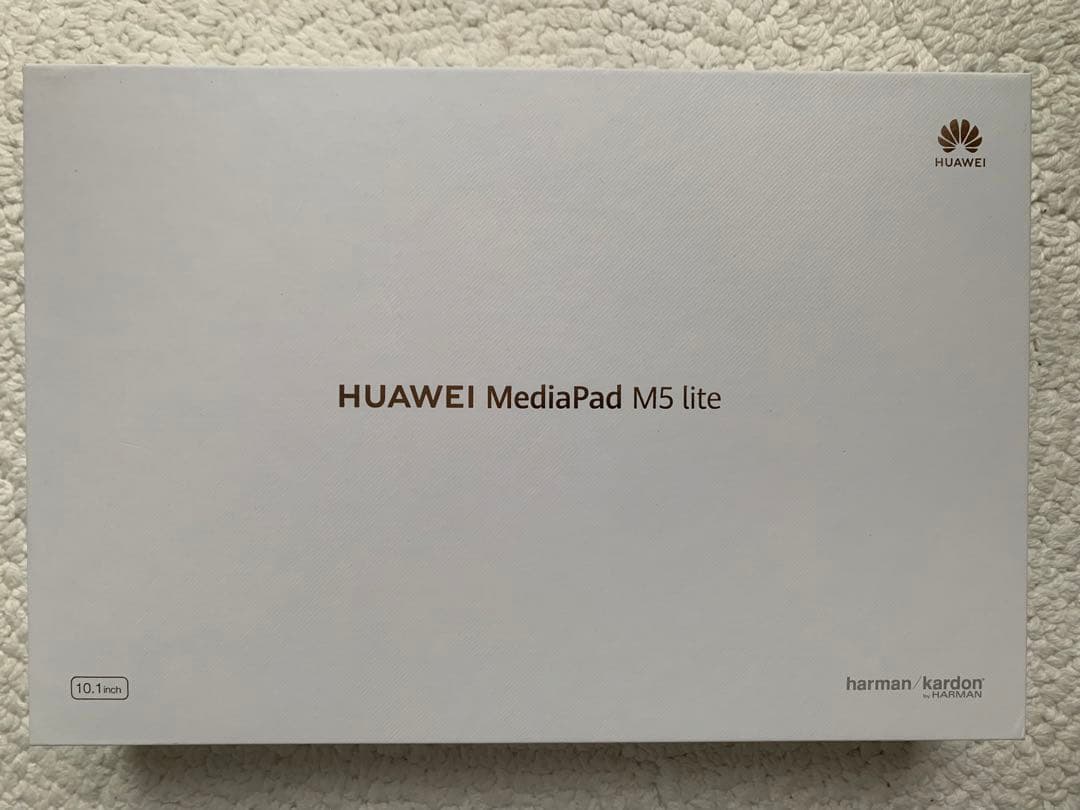 HUAWEI
HUAWEI MediaPad M5 lite
10.1inch
harman/kardon®
by HARMAN